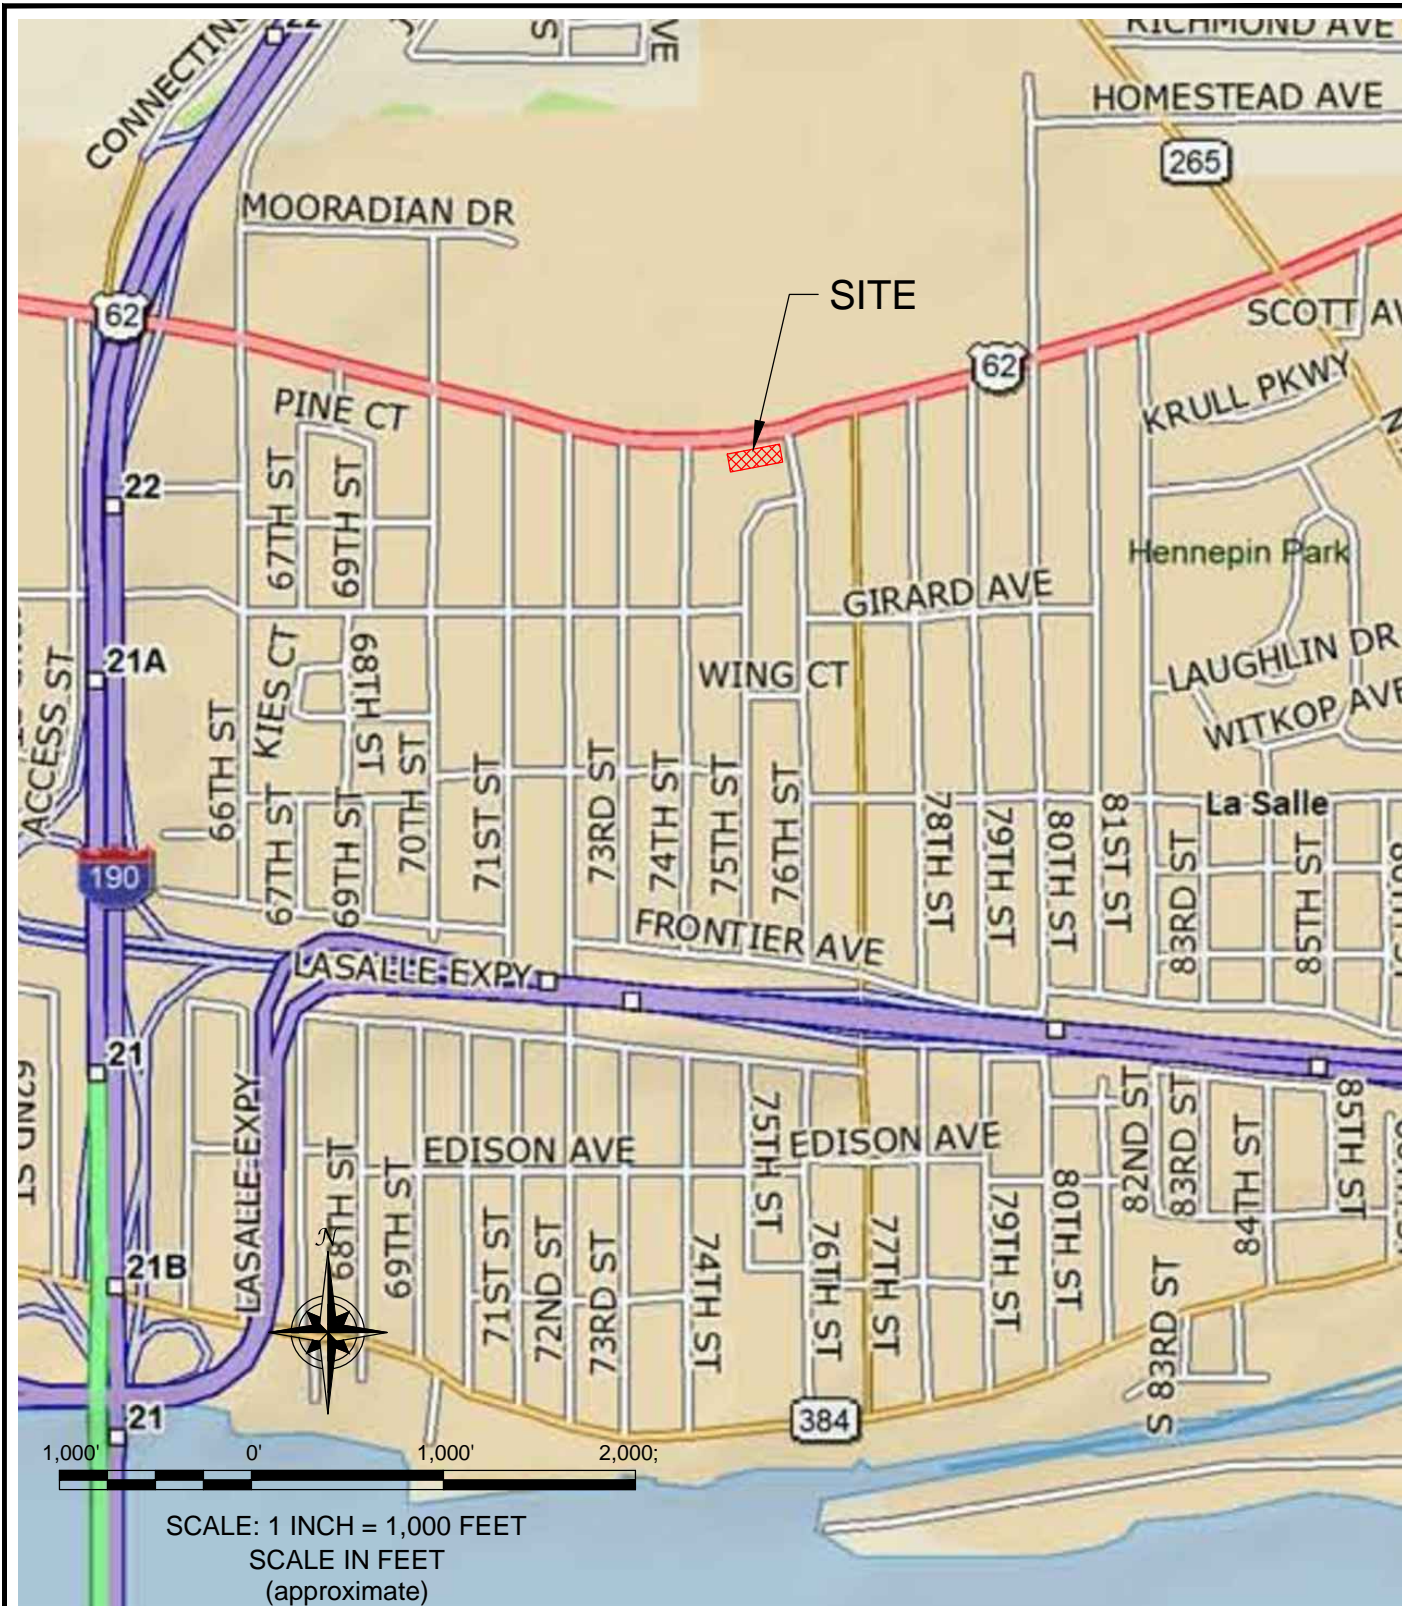 CONNECTING
22
S
VE
RICHMOND AVE
HOMESTEAD AVE
265
MOORADIAN DR
SITE
62
SCOTT AV
62
PINE CT
KRULL PKWY
N
22
67TH ST
69TH ST
Hennepin Park
GIRARD AVE
21A
ACCESS ST
KIES CT
68TH ST
WING CT
LAUGHLIN DR
WITKOP AVE
66TH ST
67TH ST
69TH ST
70TH ST
71ST ST
73RD ST
74TH ST
75TH ST
76TH ST
78TH ST
79TH ST
80TH ST
81ST ST
La Salle
83RD ST
85TH ST
190
FRONTIER AVE
LASALLE EXPY
21
62ND ST
LASALLE EXPY
68TH ST
69TH ST
EDISON AVE
75TH ST
EDISON AVE
82ND ST
83RD ST
84TH ST
85TH ST
71ST ST
72ND ST
73RD ST
74TH ST
76TH ST
77TH ST
79TH ST
80TH ST
S 83RD ST
21B
N
384
21
1,000' 0' 1,000' 2,000;
SCALE: 1 INCH = 1,000 FEET
SCALE IN FEET
(approximate)